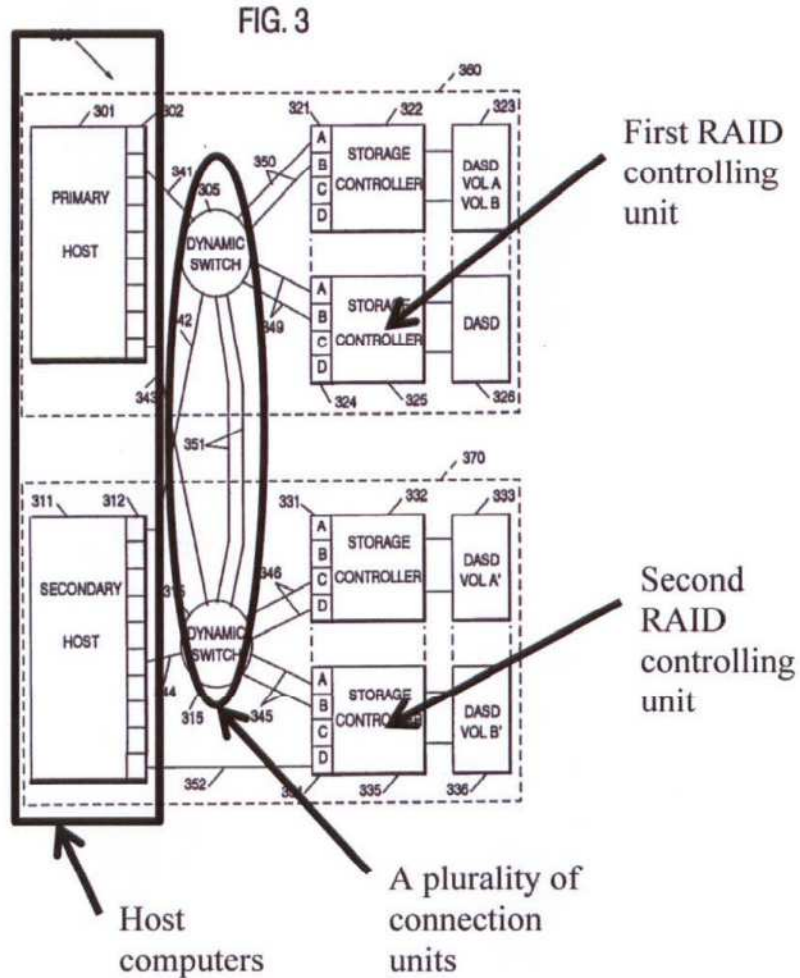 FIG. 3
360
301
302
321
322
323
341
350
305
PRIMARY
HOST
DYNAMIC
SWITCH
A
B
C
D
STORAGE
CONTROLLER
DASD
VOL A
VOL B
First RAID
controlling
unit
349
A
B
C
D
STORAGE
CONTROLLER
DASD
343
324
325
326
351
370
311
312
331
332
333
SECONDARY
HOST
346
A
B
C
D
STORAGE
CONTROLLER
DASD
VOL A'
Second
RAID
controlling
unit
DYNAMIC
SWITCH
315
345
A
B
C
D
STORAGE
CONTROLLER
DASD
VOL B'
352
335
336
Host
computers
A plurality of
connection
units